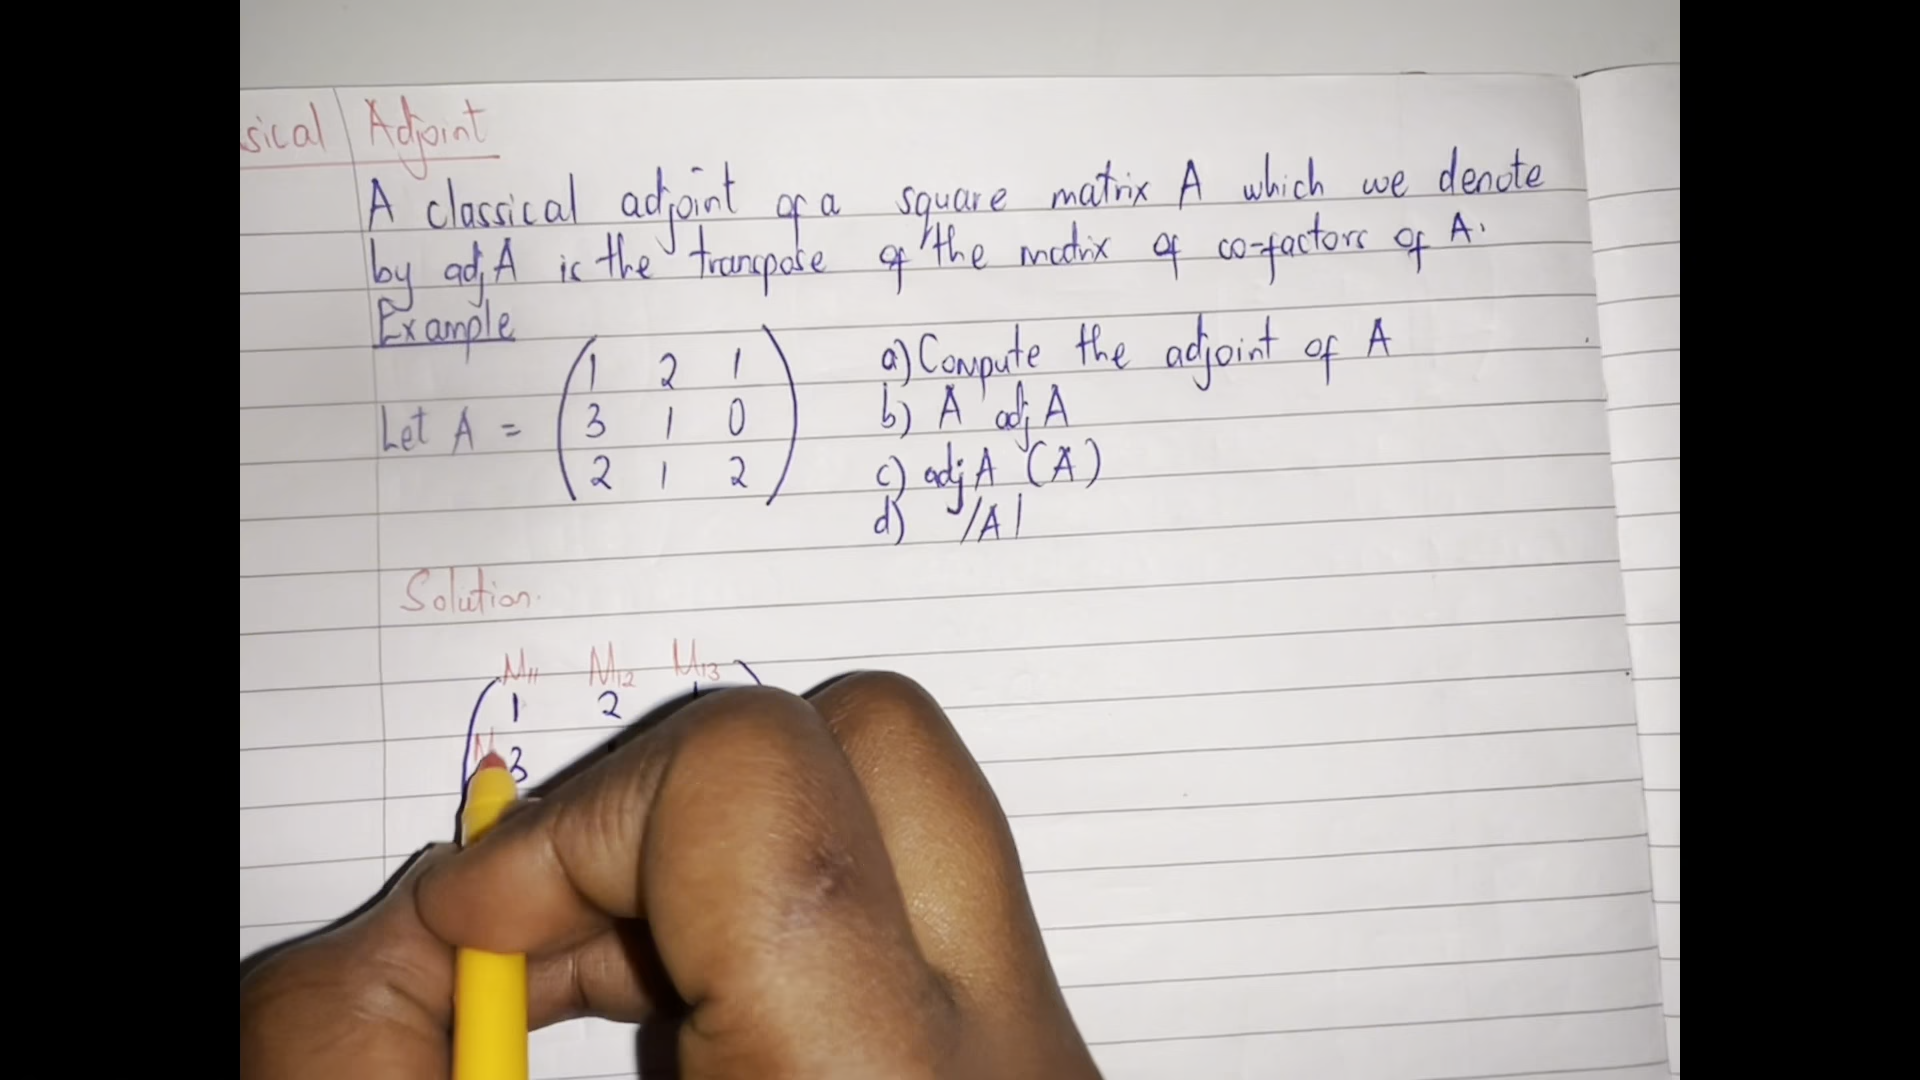 sical Adjoint
A classical adjoint of a square matrix A which we denote
by adj A is the transpose of the matrix of co-factors of A.
Example
Let A = ( 1 2 1
3 1 0
2 1 2 )
a) Compute the adjoint of A
b) A adj A
c) adj A (A)
d) |A|
Solution.
M11 M12 M13
1 2
3